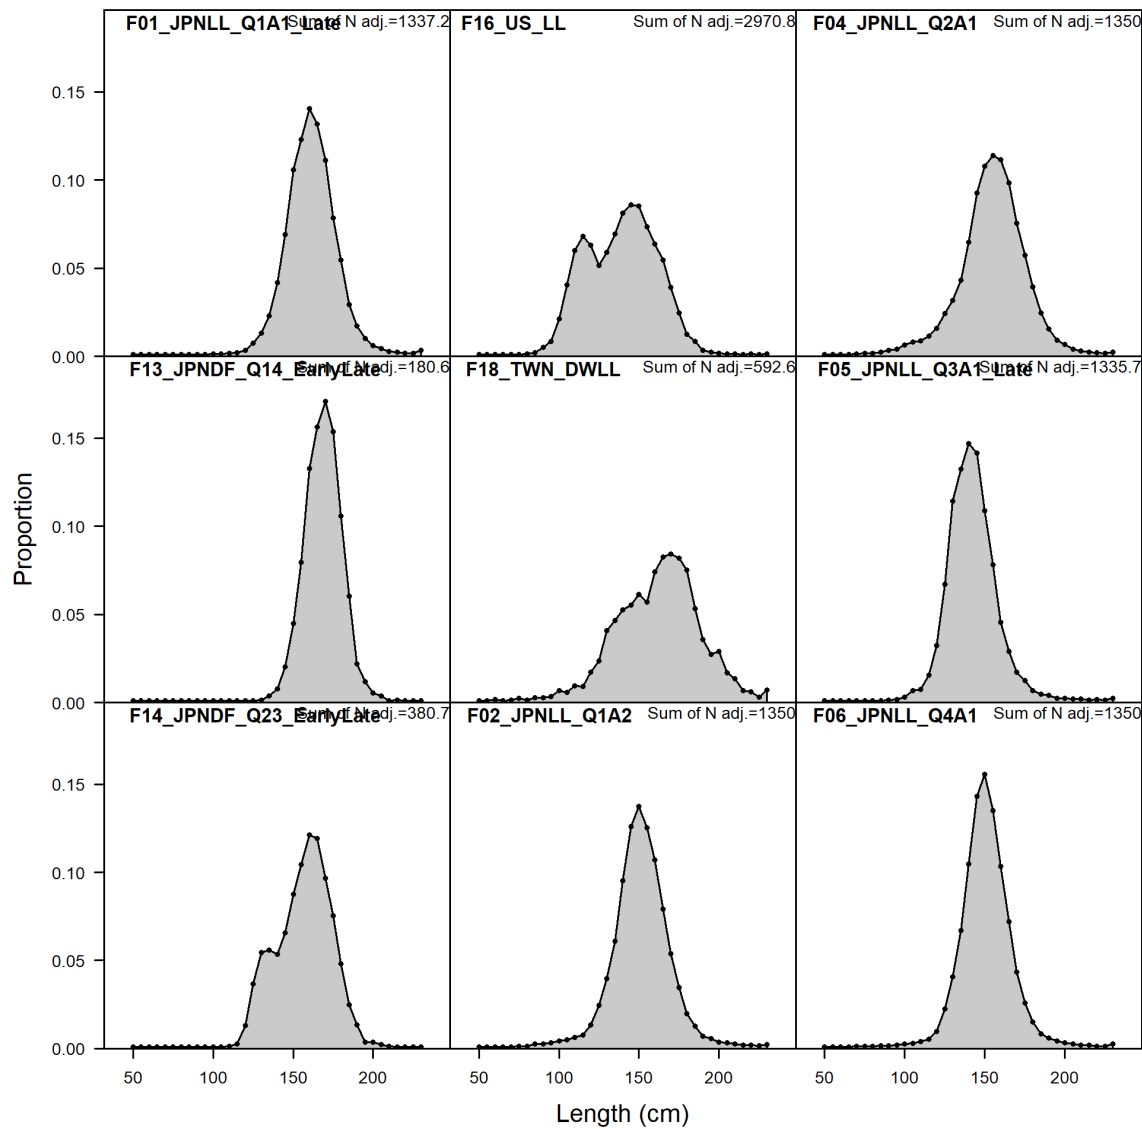 F01_JPNLL_Q1A1_Late Sum of N adj.=1337.2
F16_US_LL Sum of N adj.=2970.8
F04_JPNLL_Q2A1 Sum of N adj.=1350
0.15
0.10
0.05
0.00
F13_JPNDF_Q14_EarlyLate Sum of N adj.=180.6
F18_TWN_DWLL Sum of N adj.=592.6
F05_JPNLL_Q3A1_Late Sum of N adj.=1335.7
0.15
0.10
0.05
0.00
Proportion
F14_JPNDF_Q23_EarlyLate Sum of N adj.=380.7
F02_JPNLL_Q1A2 Sum of N adj.=1350
F06_JPNLL_Q4A1 Sum of N adj.=1350
0.15
0.10
0.05
0.00
50 100 150 200
50 100 150 200
50 100 150 200
Length (cm)